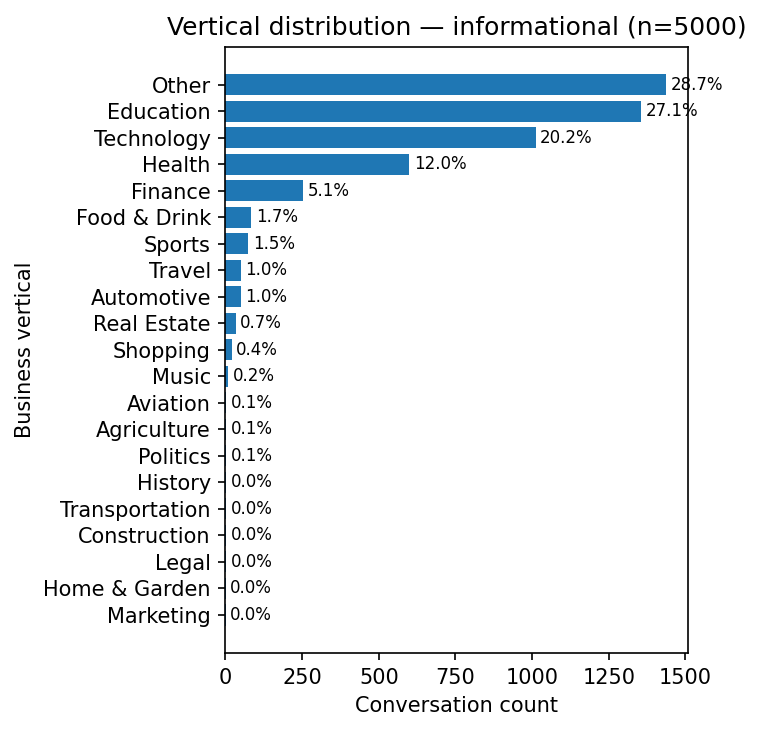 Vertical distribution — informational (n=5000)
Business vertical
Other 28.7%
Education 27.1%
Technology 20.2%
Health 12.0%
Finance 5.1%
Food & Drink 1.7%
Sports 1.5%
Travel 1.0%
Automotive 1.0%
Real Estate 0.7%
Shopping 0.4%
Music 0.2%
Aviation 0.1%
Agriculture 0.1%
Politics 0.1%
History 0.0%
Transportation 0.0%
Construction 0.0%
Legal 0.0%
Home & Garden 0.0%
Marketing 0.0%
0 250 500 750 1000 1250 1500
Conversation count